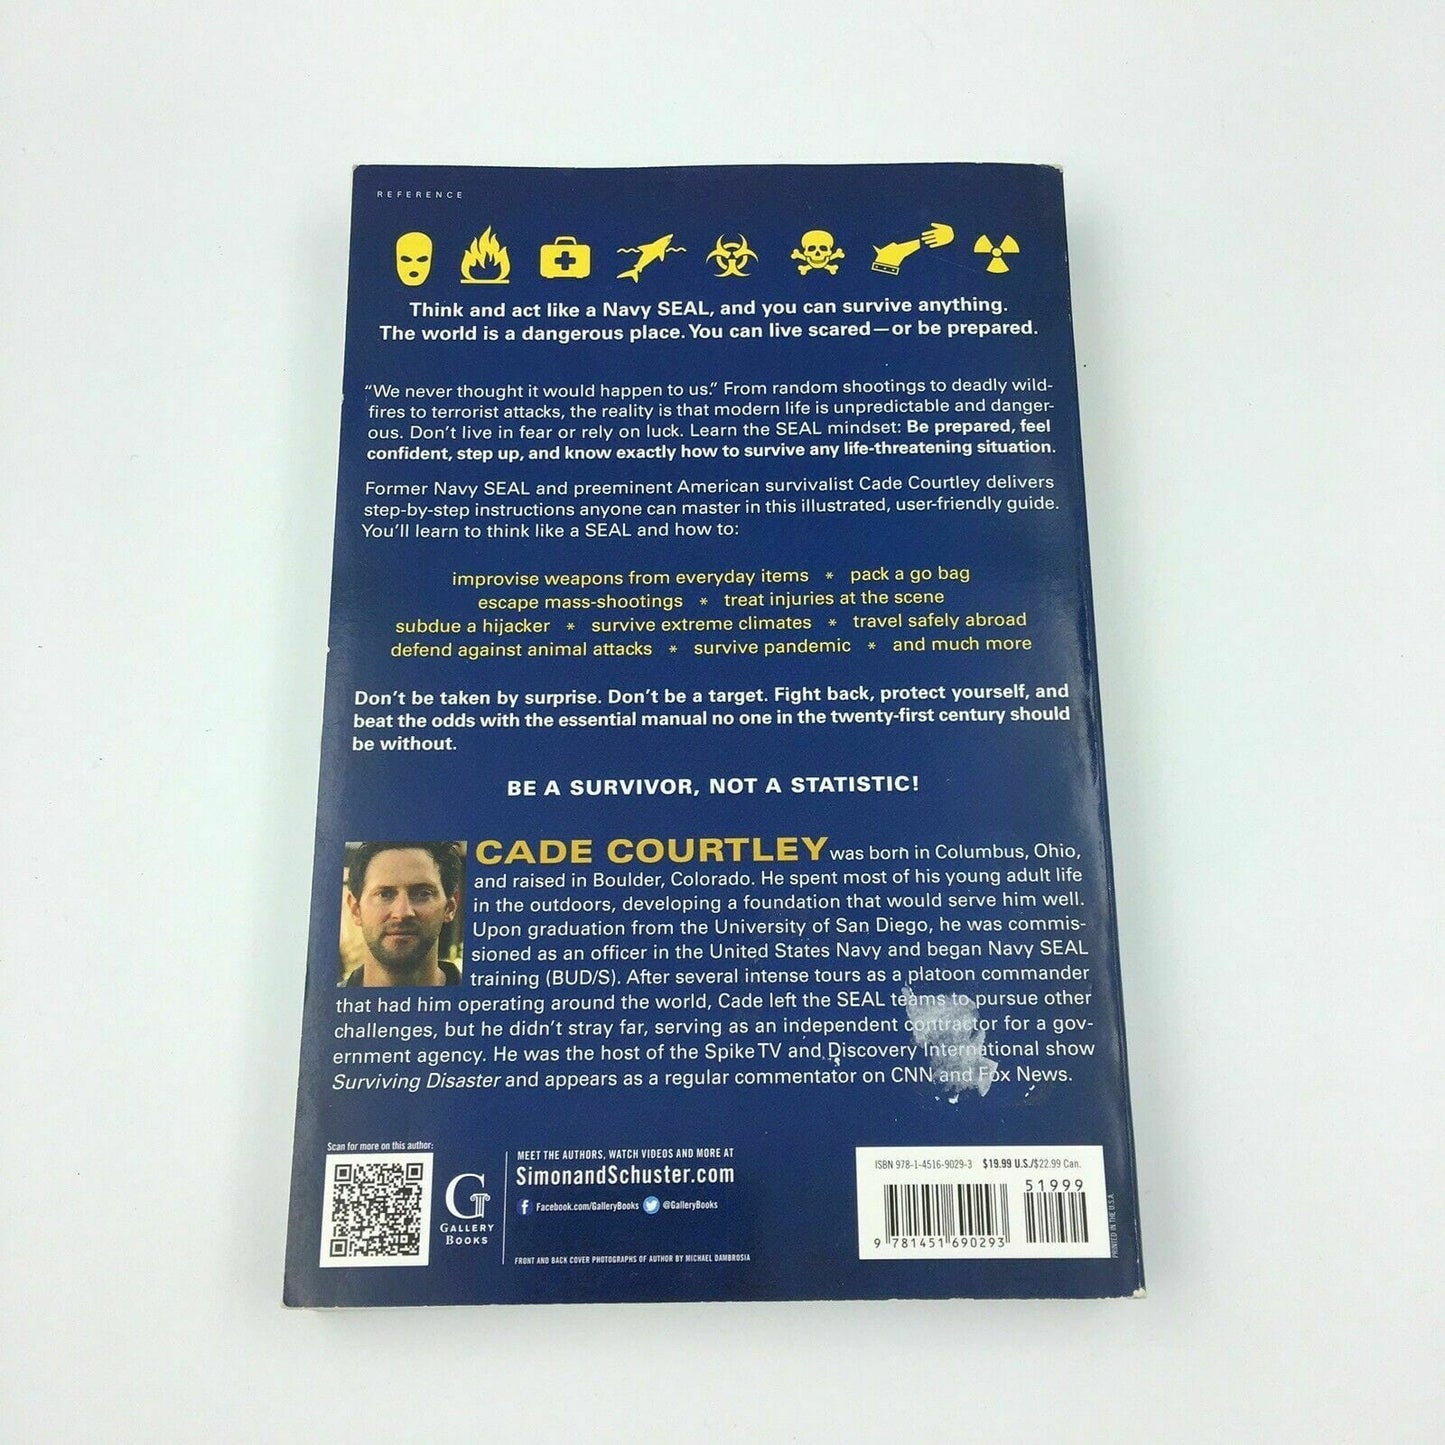 REFERENCE
Think and act like a Navy SEAL, and you can survive anything.
The world is a dangerous place. You can live scared—or be prepared.
“We never thought it would happen to us.” From random shootings to deadly wild-
fires to terrorist attacks, the reality is that modern life is unpredictable and danger-
ous. Don’t live in fear or rely on luck. Learn the SEAL mindset: Be prepared, feel
confident, step up, and know exactly how to survive any life-threatening situation.
Former Navy SEAL and preeminent American survivalist Cade Courtley delivers
step-by-step instructions anyone can master in this illustrated, user-friendly guide.
You’ll learn to think like a SEAL and how to:
improvise weapons from everyday items * pack a go bag
escape mass-shootings * treat injuries at the scene
subdue a hijacker * survive extreme climates * travel safely abroad
defend against animal attacks * survive pandemic * and much more
Don’t be taken by surprise. Don’t be a target. Fight back, protect yourself, and
beat the odds with the essential manual no one in the twenty-first century should
be without.
BE A SURVIVOR, NOT A STATISTIC!
CADE COURTLEY was born in Columbus, Ohio,
and raised in Boulder, Colorado. He spent most of his young adult life
in the outdoors, developing a foundation that would serve him well.
Upon graduation from the University of San Diego, he was commis-
sioned as an officer in the United States Navy and began Navy SEAL
training (BUD/S). After several intense tours as a platoon commander
that had him operating around the world, Cade left the SEAL teams to pursue other
challenges, but he didn’t stray far, serving as an independent contractor for a gov-
ernment agency. He was the host of the Spike TV and Discovery International show
Surviving Disaster and appears as a regular commentator on CNN and Fox News.
Scan for more on this author:
G
GALLERY
BOOKS
MEET THE AUTHORS, WATCH VIDEOS AND MORE AT
SimonandSchuster.com
f Facebook.com/GalleryBooks @GalleryBooks
FRONT AND BACK COVER PHOTOGRAPHS OF AUTHOR BY MICHAEL DAMBROSIA
ISBN 978-1-4516-9029-3 $19.99 U.S./$22.99 Can.
51999
9 781451 690293
PRINTED IN THE U.S.A.